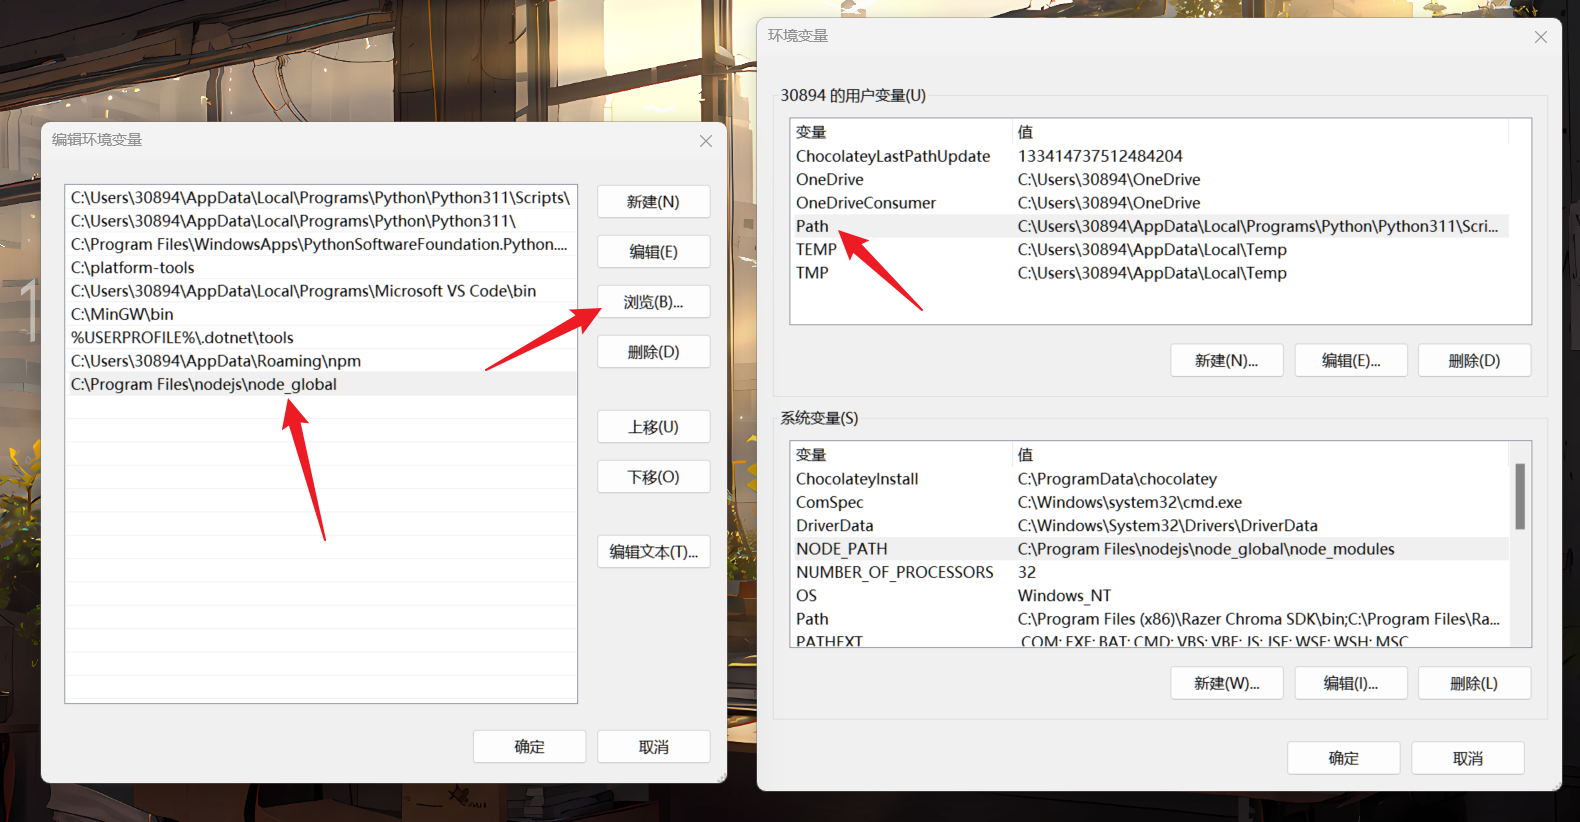 编辑环境变量
C:\Users\30894\AppData\Local\Programs\Python\Python311\Scripts\
C:\Users\30894\AppData\Local\Programs\Python\Python311\
C:\Program Files\WindowsApps\PythonSoftwareFoundation.Python....
C:\platform-tools
C:\Users\30894\AppData\Local\Programs\Microsoft VS Code\bin
C:\MinGW\bin
%USERPROFILE%\.dotnet\tools
C:\Users\30894\AppData\Roaming\npm
C:\Program Files\nodejs\node_global
新建(N)
编辑(E)
浏览(B)...
删除(D)
上移(U)
下移(O)
编辑文本(T)...
确定
取消
环境变量
30894 的用户变量(U)
变量 值
ChocolateyLastPathUpdate 133414737512484204
OneDrive C:\Users\30894\OneDrive
OneDriveConsumer C:\Users\30894\OneDrive
Path C:\Users\30894\AppData\Local\Programs\Python\Python311\Scri...
TEMP C:\Users\30894\AppData\Local\Temp
TMP C:\Users\30894\AppData\Local\Temp
新建(N)... 编辑(E)... 删除(D)
系统变量(S)
变量 值
ChocolateyInstall C:\ProgramData\chocolatey
ComSpec C:\Windows\system32\cmd.exe
DriverData C:\Windows\System32\Drivers\DriverData
NODE_PATH C:\Program Files\nodejs\node_global\node_modules
NUMBER_OF_PROCESSORS 32
OS Windows_NT
Path C:\Program Files (x86)\Razer Chroma SDK\bin;C:\Program Files\Ra...
PATHEXT .COM;.EXE;.BAT;.CMD;.VBS;.VBE;.JS;.JSE;.WSF;.WSH;.MSC
新建(W)... 编辑(I)... 删除(L)
确定 取消